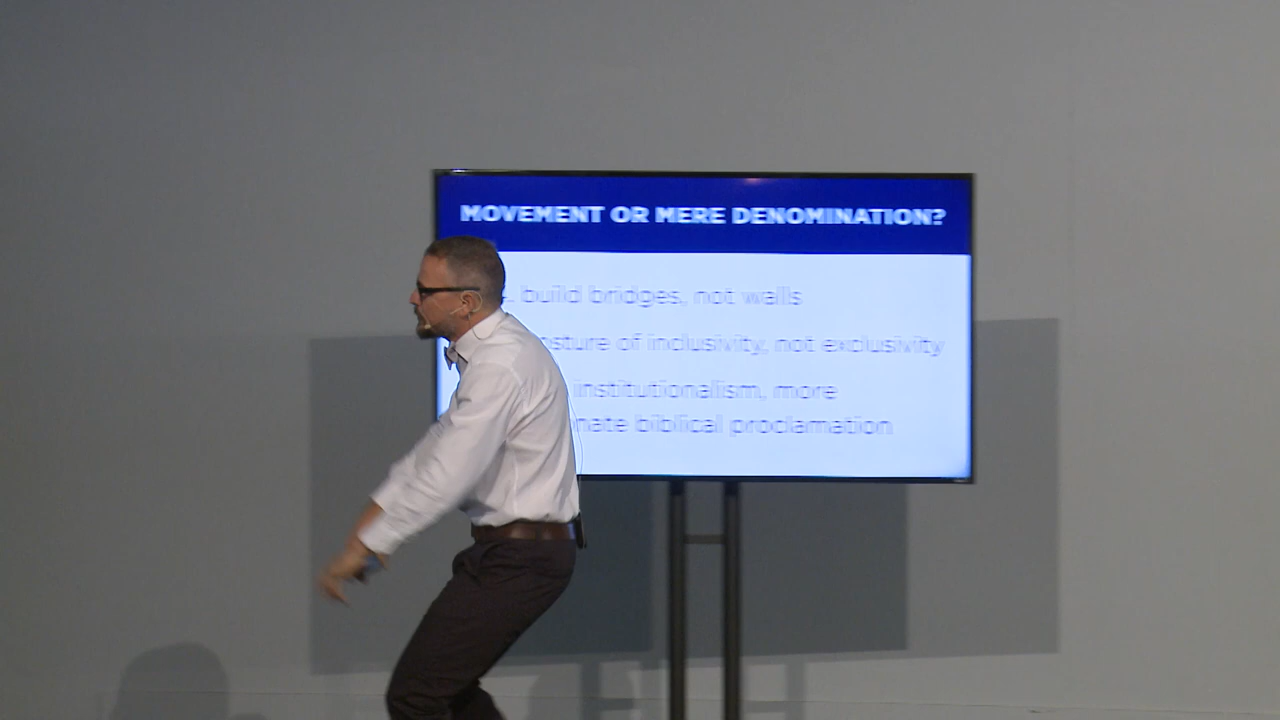 MOVEMENT OR MERE DENOMINATION?
build bridges, not walls
of inclusivity, not exclusivity
institutionalism, more
biblical proclamation